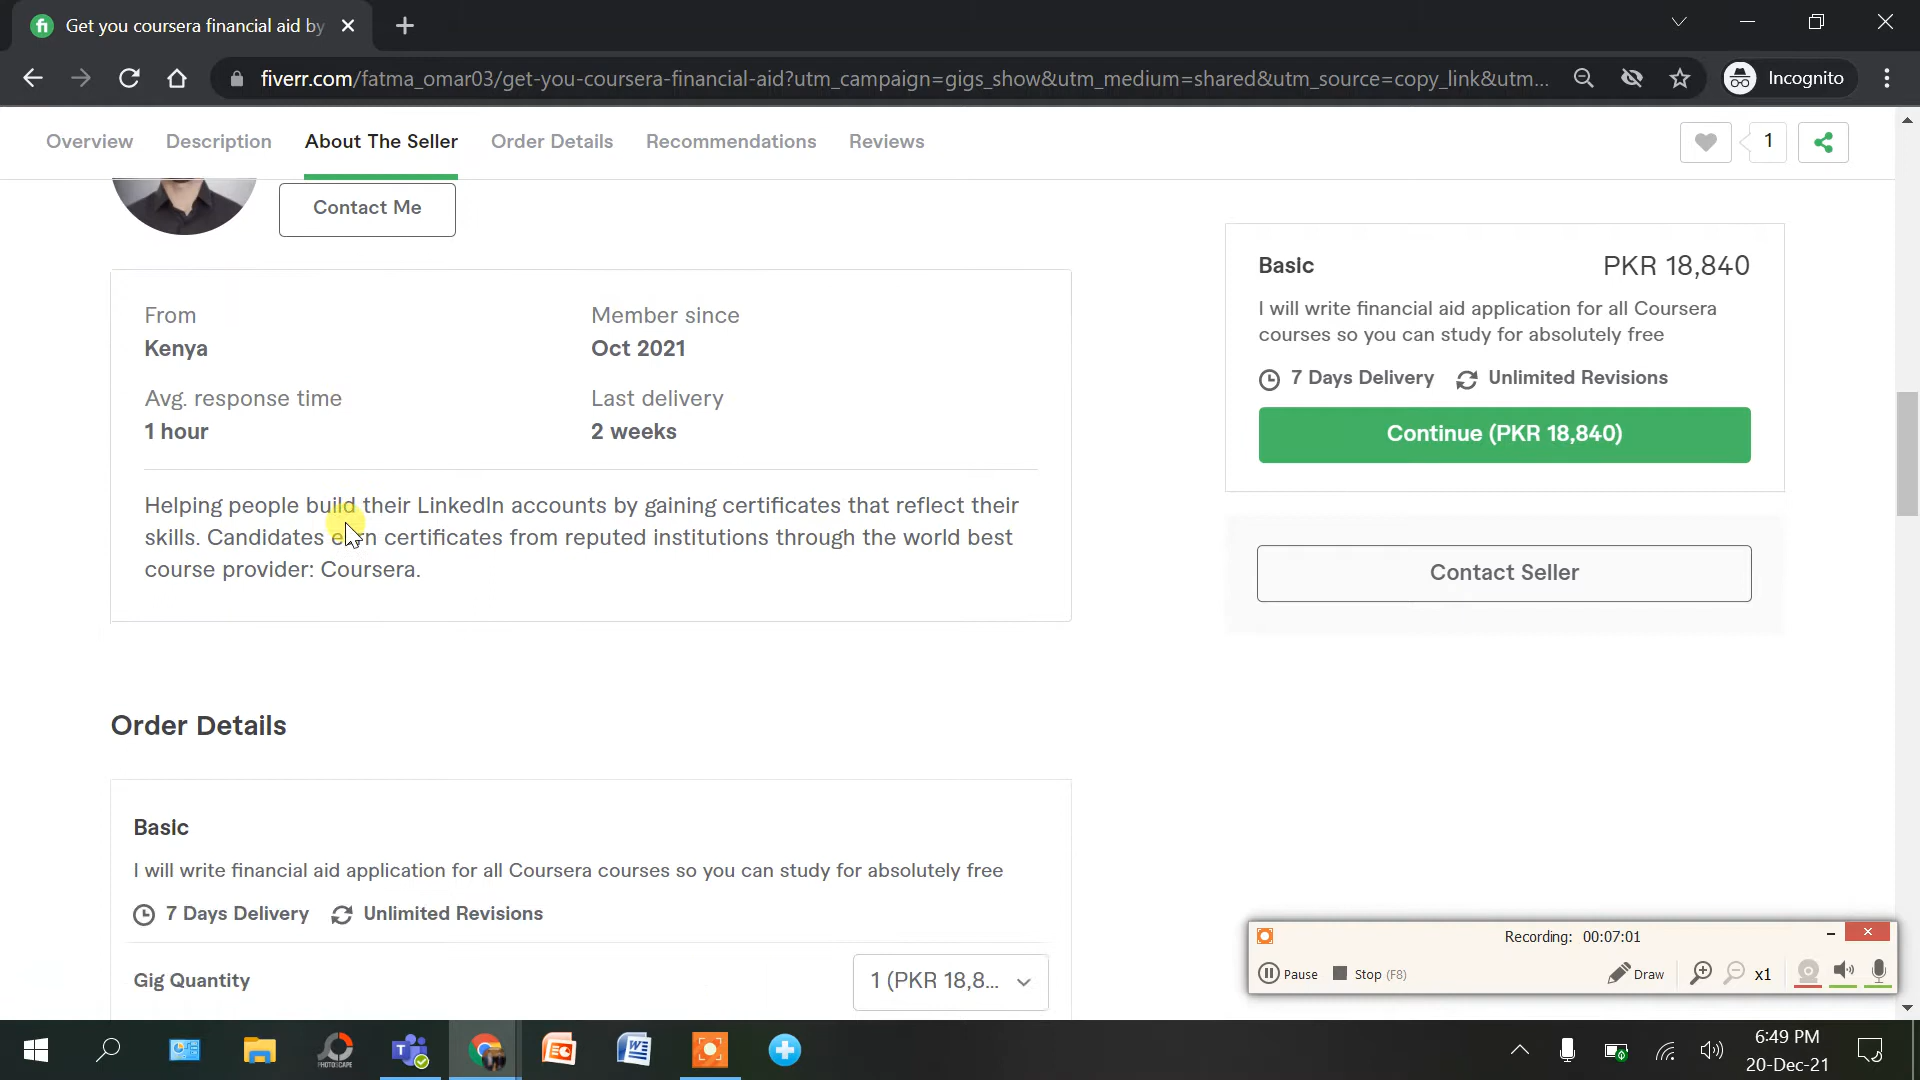 Get you coursera financial aid by
fiverr.com/fatma_omar03/get-you-coursera-financial-aid?utm_campaign=gigs_show&utm_medium=shared&utm_source=copy_link&utm...
Incognito
Overview
Description
About The Seller
Order Details
Recommendations
Reviews
1
Contact Me
From
Kenya
Member since
Oct 2021
Avg. response time
1 hour
Last delivery
2 weeks
Helping people build their LinkedIn accounts by gaining certificates that reflect their
skills. Candidates earn certificates from reputed institutions through the world best
course provider: Coursera.
Basic
PKR 18,840
I will write financial aid application for all Coursera
courses so you can study for absolutely free
7 Days Delivery
Unlimited Revisions
Continue (PKR 18,840)
Contact Seller
Order Details
Basic
I will write financial aid application for all Coursera courses so you can study for absolutely free
7 Days Delivery
Unlimited Revisions
Gig Quantity
1 (PKR 18,8...
Recording: 00:07:01
Pause
Stop (F8)
Draw
x1
PHOTOSCAPE
6:49 PM
20-Dec-21